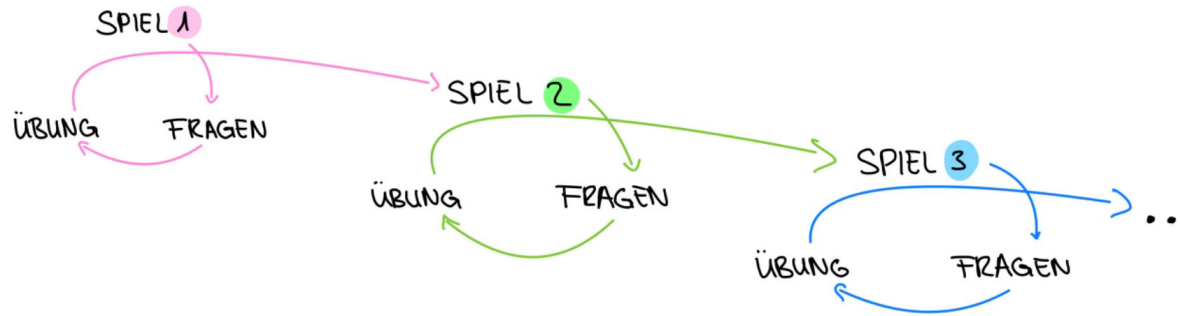 SPIEL 1
ÜBUNG FRAGEN
SPIEL 2
ÜBUNG FRAGEN
SPIEL 3
ÜBUNG FRAGEN
..